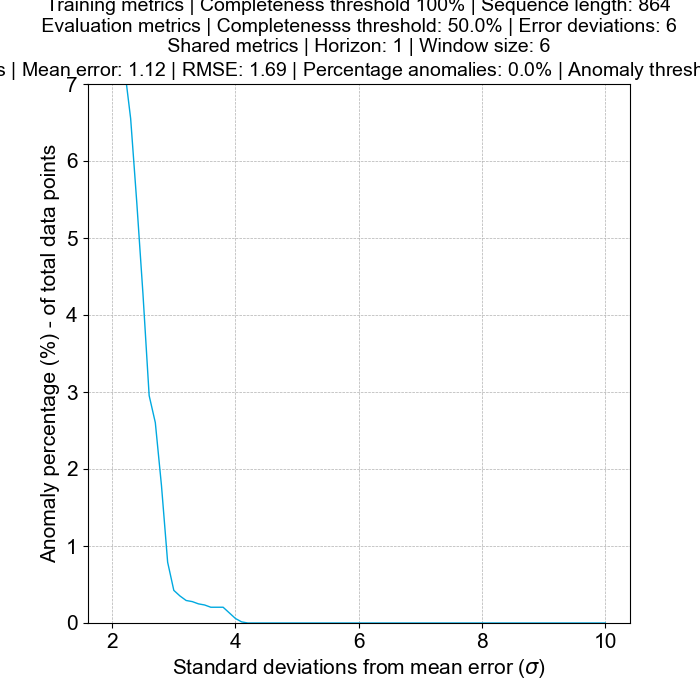 Training metrics | Completeness threshold 100% | Sequence length: 864
Evaluation metrics | Completenesss threshold: 50.0% | Error deviations: 6
Shared metrics | Horizon: 1 | Window size: 6
s | Mean error: 1.12 | RMSE: 1.69 | Percentage anomalies: 0.0% | Anomaly thresh
7
6
5
4
3
2
1
0
Anomaly percentage (%) - of total data points
2
4
6
8
10
Standard deviations from mean error (σ)